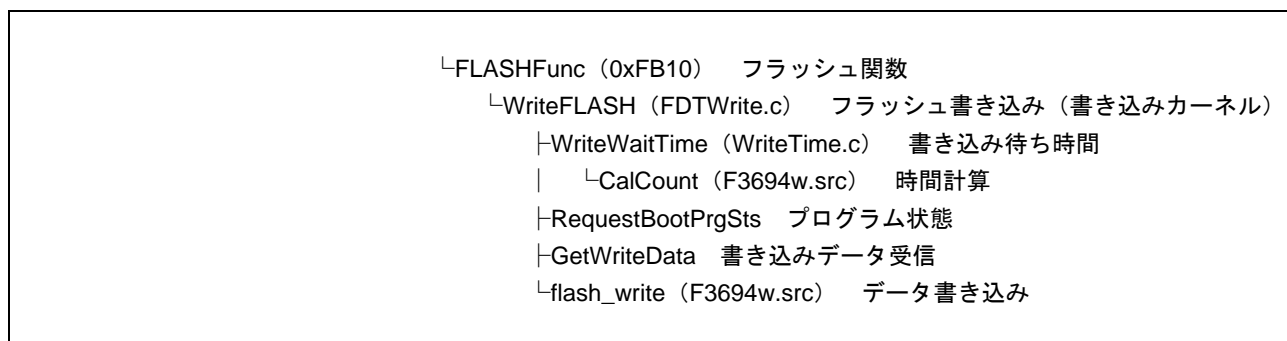 └FLASHFunc（0xFB10） フラッシュ関数
└WriteFLASH（FDTWrite.c） フラッシュ書き込み（書き込みカーネル）
├WriteWaitTime（WriteTime.c） 書き込み待ち時間
│ └CalCount（F3694w.src） 時間計算
├RequestBootPrgSts プログラム状態
├GetWriteData 書き込みデータ受信
└flash_write（F3694w.src） データ書き込み